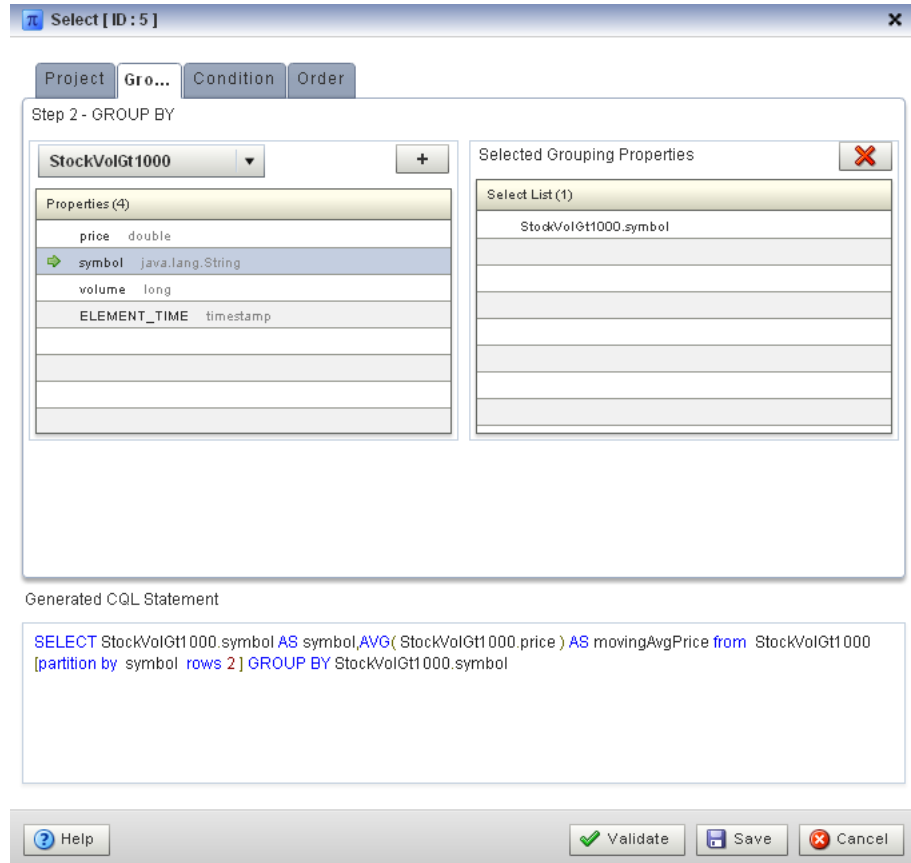 π Select [ ID : 5 ]
Project Gro... Condition Order
Step 2 - GROUP BY
StockVolGt1000 +
Selected Grouping Properties
Properties (4)
Select List (1)
price double
symbol java.lang.String
volume long
ELEMENT_TIME timestamp
StockVolGt1000.symbol
Generated CQL Statement
SELECT StockVolGt1000.symbol AS symbol,AVG( StockVolGt1000.price ) AS movingAvgPrice from StockVolGt1000
[partition by symbol rows 2 ] GROUP BY StockVolGt1000.symbol
? Help Validate Save Cancel